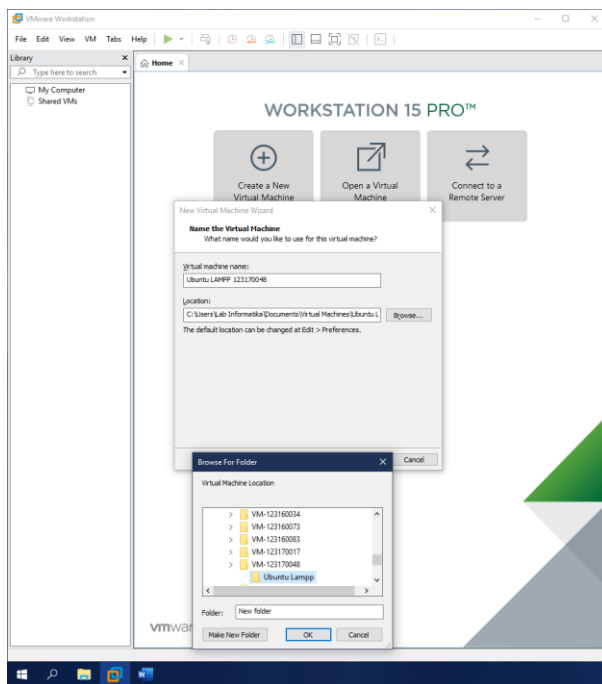 VMware Workstation
File Edit View VM Tabs Help
Library
Home
Type here to search
My Computer
Shared VMs
WORKSTATION 15 PRO™
Create a New
Virtual Machine
Open a Virtual
Machine
Connect to a
Remote Server
New Virtual Machine Wizard
Name the Virtual Machine
What name would you like to use for this virtual machine?
Virtual machine name:
Ubuntu LAMPP 123170048
Location:
C:\Users\Lab Informatika\Documents\Virtual Machines\Ubuntu L
Browse...
The default location can be changed at Edit > Preferences.
Cancel
Browse For Folder
Virtual Machine Location
VM-123160034
VM-123160073
VM-123160083
VM-123170017
VM-123170048
Ubuntu Lampp
Folder: New folder
Make New Folder OK Cancel
vmwar